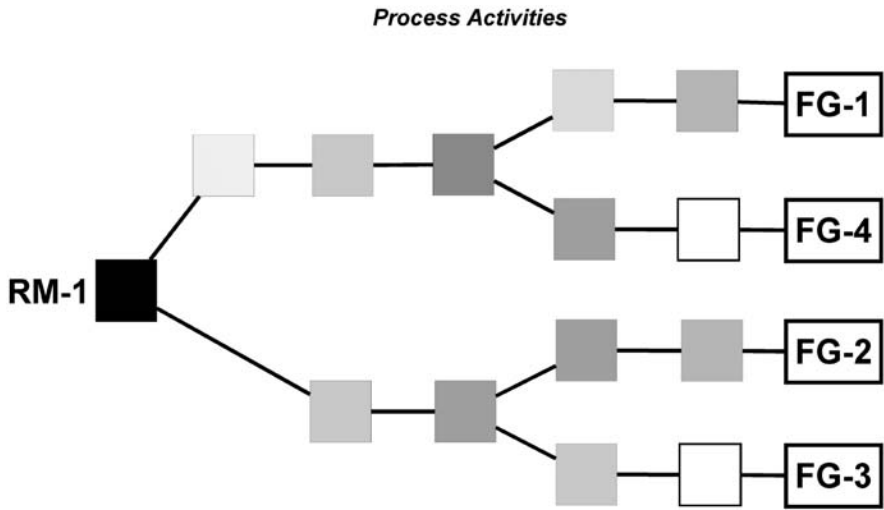 Process Activities
FG-1
FG-4
RM-1
FG-2
FG-3